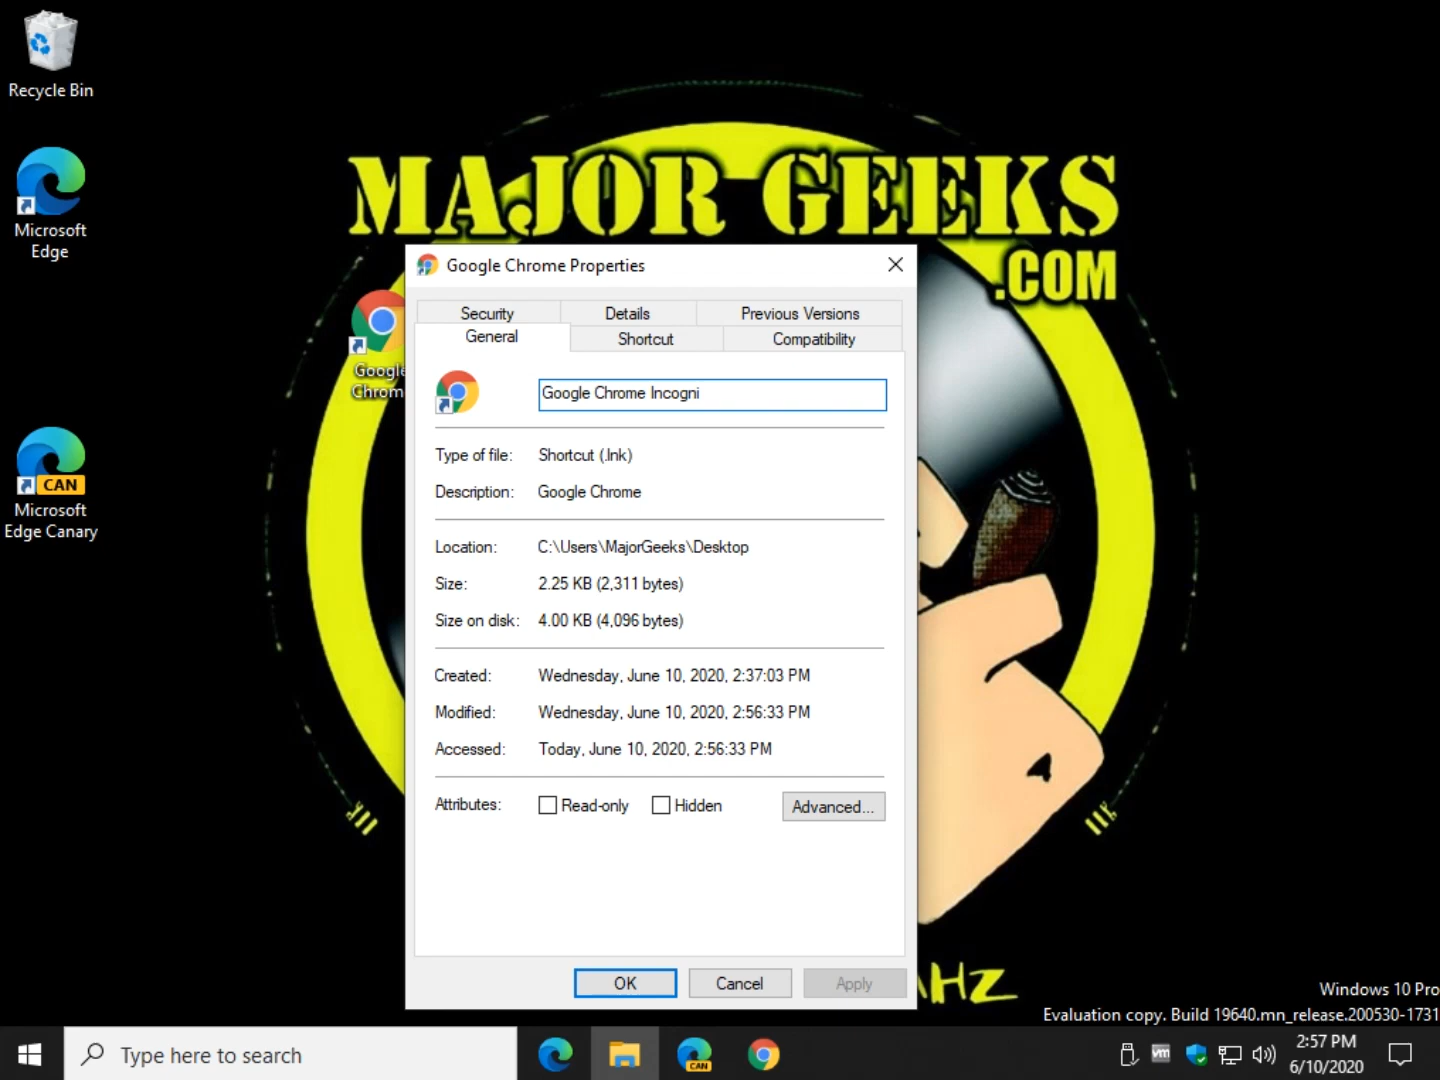 Recycle Bin
Microsoft
Edge
CAN
Microsoft
Edge Canary
MAJOR GEEKS
.COM
Google
Chrom
Google Chrome Properties
Security
Details
Previous Versions
General
Shortcut
Compatibility
Google Chrome Incogni
Type of file: Shortcut (.lnk)
Description: Google Chrome
Location: C:\Users\MajorGeeks\Desktop
Size: 2.25 KB (2,311 bytes)
Size on disk: 4.00 KB (4,096 bytes)
Created: Wednesday, June 10, 2020, 2:37:03 PM
Modified: Wednesday, June 10, 2020, 2:56:33 PM
Accessed: Today, June 10, 2020, 2:56:33 PM
Attributes: Read-only Hidden Advanced...
OK Cancel Apply
HZ
Windows 10 Pro
Evaluation copy. Build 19640.mn_release.200530-1731
Type here to search
CAN
vm
2:57 PM
6/10/2020